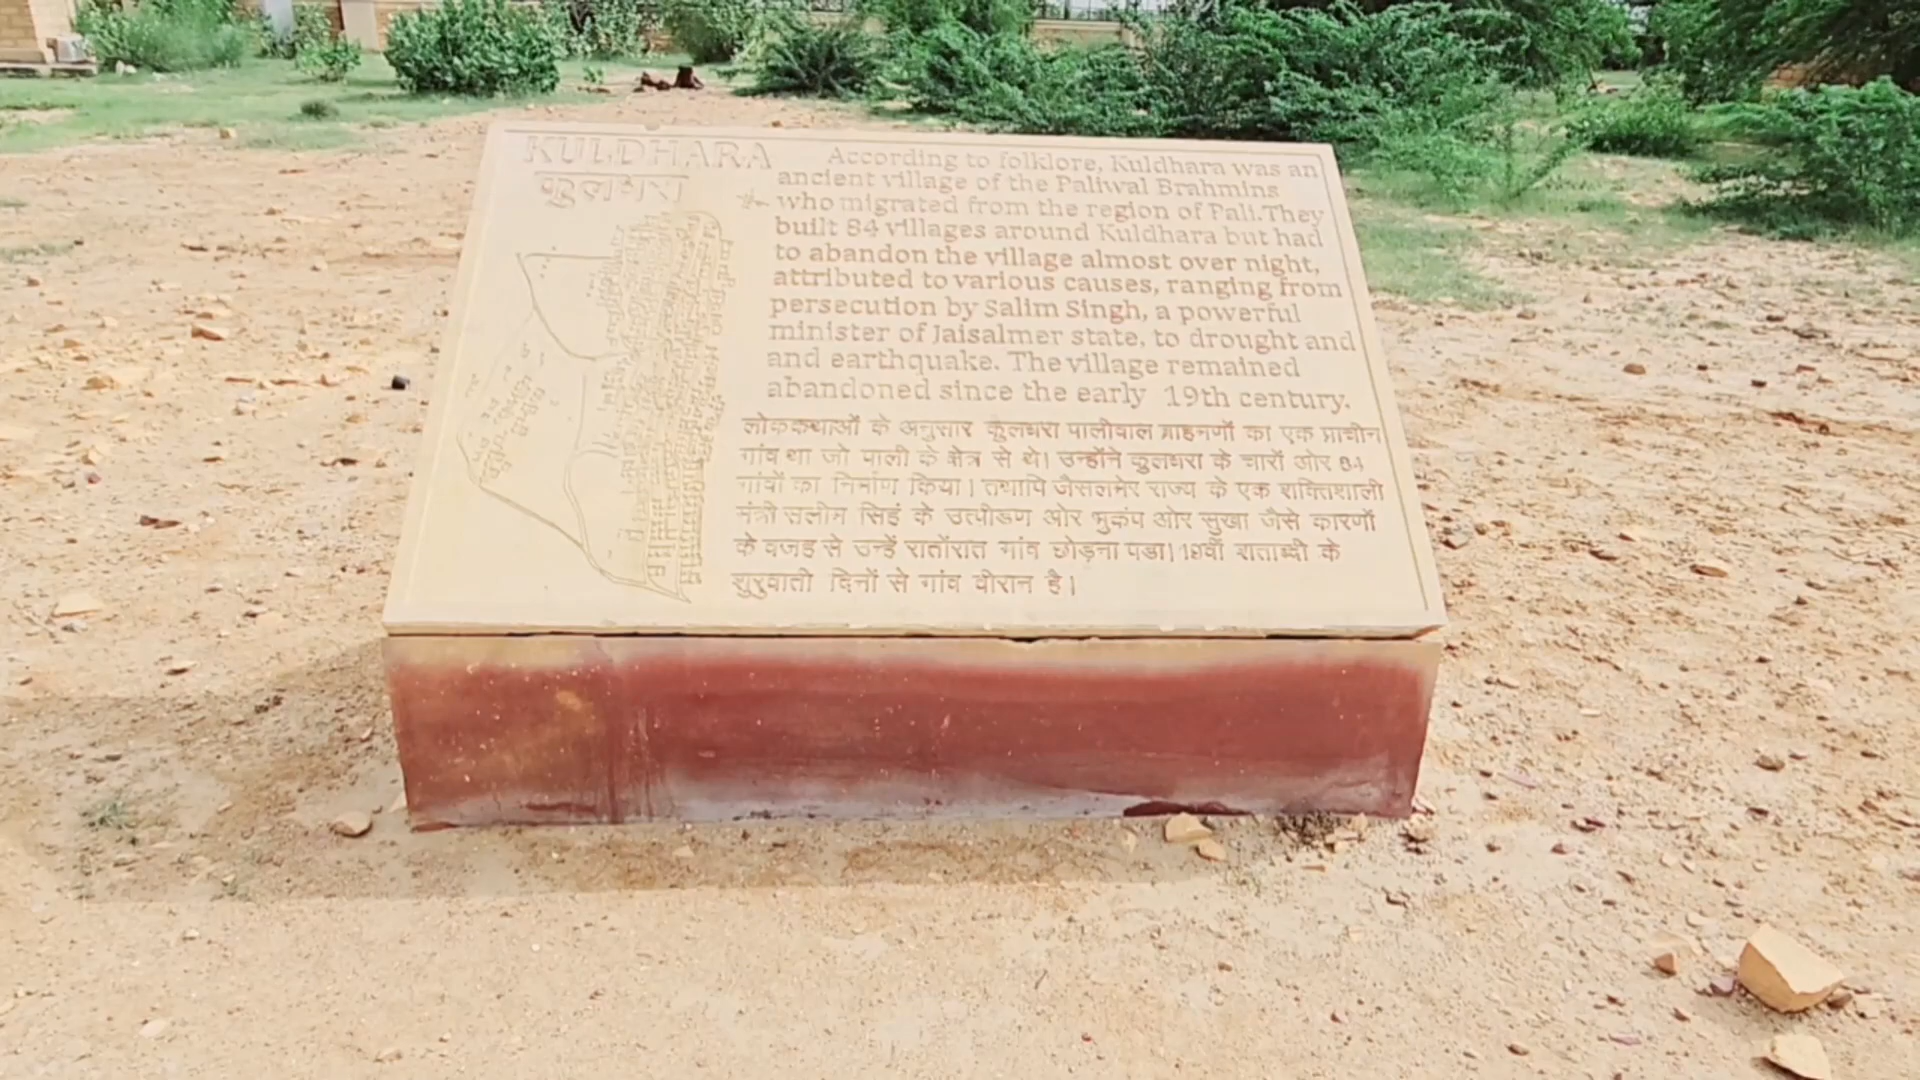 KULDHARA
कुलधरा
According to folklore, Kuldhara was an
ancient village of the Paliwal Brahmins
who migrated from the region of Pali.They
built 84 villages around Kuldhara but had
to abandon the village almost over night,
attributed to various causes, ranging from
persecution by Salim Singh, a powerful
minister of Jaisalmer state, to drought and
and earthquake. The village remained
abandoned since the early 19th century.
लोककथाओं के अनुसार कुलधरा पालीवाल ब्राहमणों का एक प्राचीन
गांव था जो पाली के क्षेत्र से थे। उन्होंने कुलधरा के चारों ओर 84
गांवों का निर्माण किया। तथापि जैसलमेर राज्य के एक शक्तिशाली
मंत्री सलीम सिहं के उत्पीडण ओर भुकंप ओर सुखा जैसे कारणों
के वजह से उन्हें रातोंरात गांव छोड़ना पडा। 19वीं शताब्दी के
शुरुवाती दिनों से गांव वीरान है।